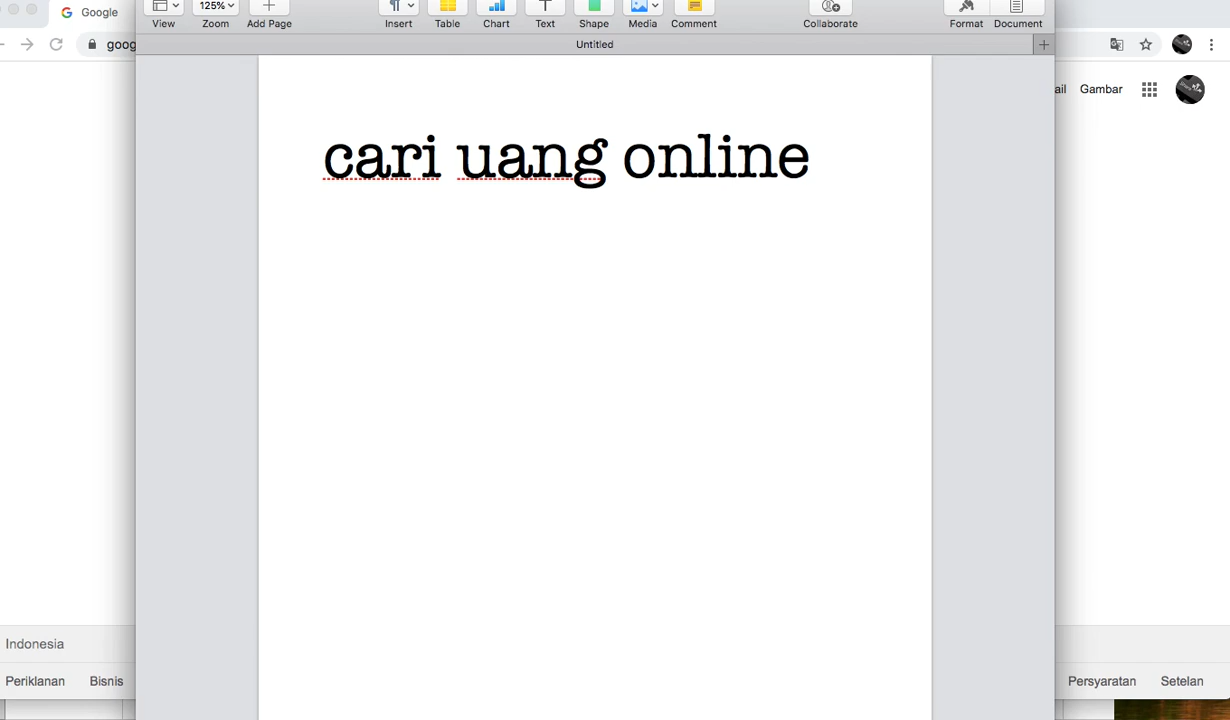 Google
View
125%
Zoom
Add Page
Insert
Table
Chart
Text
Shape
Media
Comment
Collaborate
Format
Document
goog
Untitled
ail
Gambar
cari uang online
Indonesia
Periklanan
Bisnis
Persyaratan
Setelan